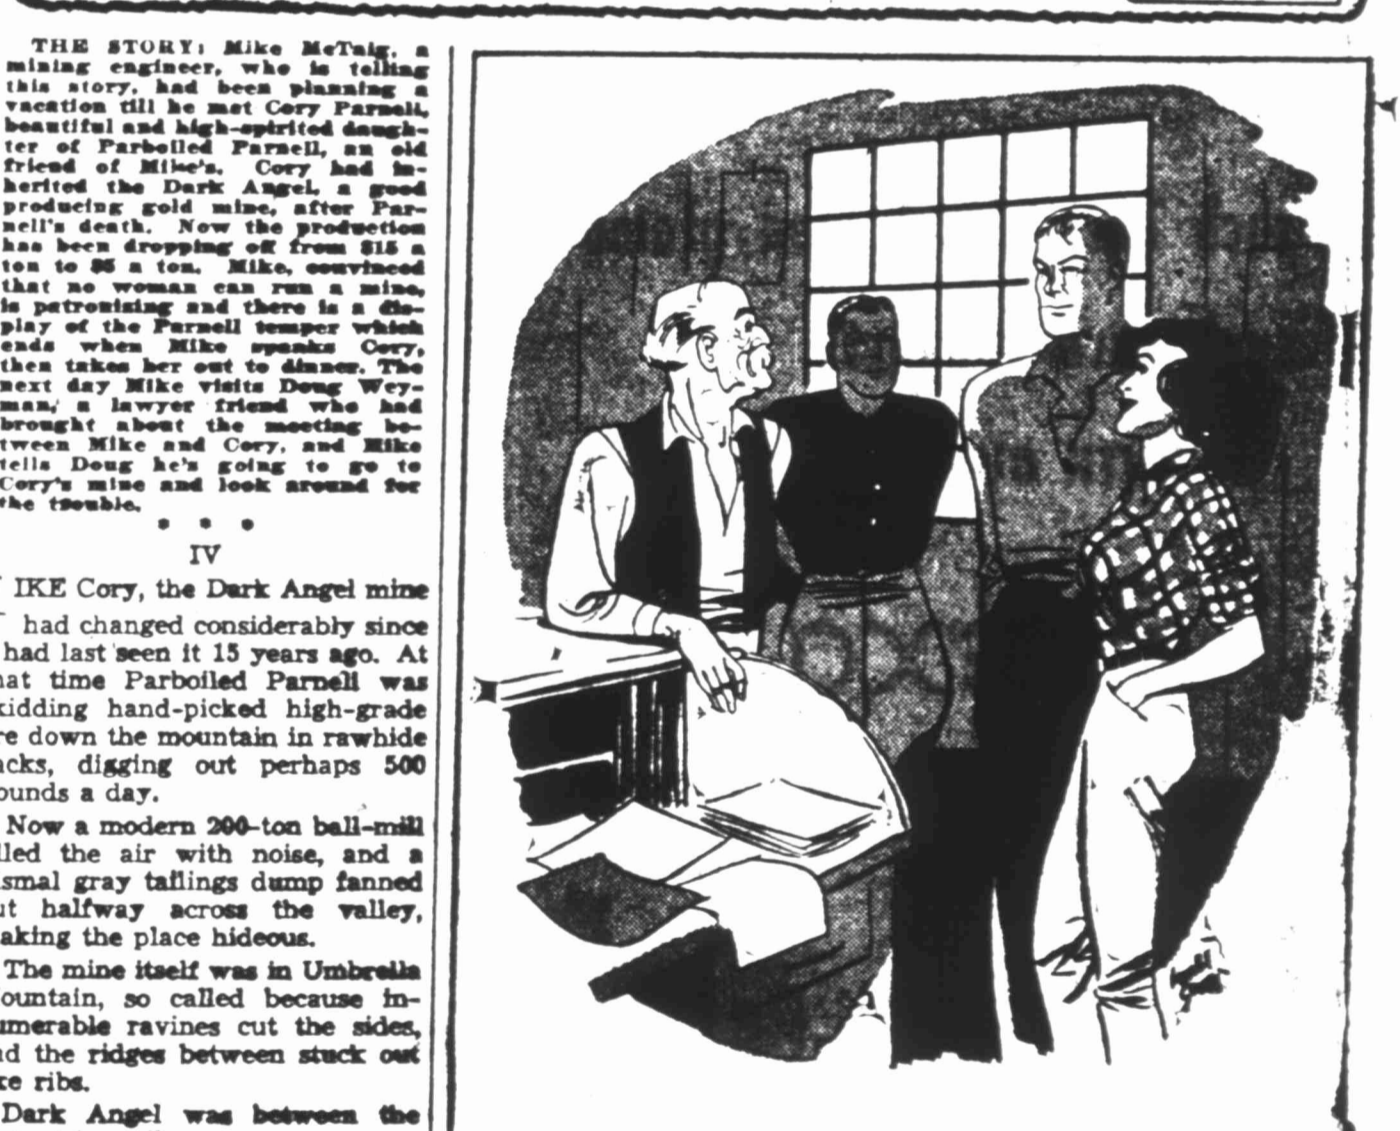 THE STORY: Mike McTaig, a
mining engineer, who is telling
this story, had been planning a
vacation till he met Cory Parnell,
beautiful and high-spirited daugh-
ter of Parboiled Parnell, an old
friend of Mike's. Cory had in-
herited the Dark Angel, a good
producing gold mine, after Par-
nell's death. Now the production
has been dropping off from $15 a
ton to $5 a ton. Mike, convinced
that no woman can run a mine,
is patronising and there is a dis-
play of the Parnell temper which
ends when Mike spanks Cory,
then takes her out to dinner. The
next day Mike visits Doug Wey-
man, a lawyer friend who had
brought about the meeting be-
tween Mike and Cory, and Mike
tells Doug he's going to go to
Cory's mine and look around for
the trouble.
* * *
IV
IKE Cory, the Dark Angel mine
had changed considerably since
had last seen it 15 years ago. At
hat time Parboiled Parnell was
kidding hand-picked high-grade
re down the mountain in rawhide
acks, digging out perhaps 500
ounds a day.
Now a modern 200-ton ball-mill
lled the air with noise, and a
ismal gray tailings dump fanned
ut halfway across the valley,
aking the place hideous.
The mine itself was in Umbrella
ountain, so called because in-
umerable ravines cut the sides,
nd the ridges between stuck out
ke ribs.
Dark Angel was between the